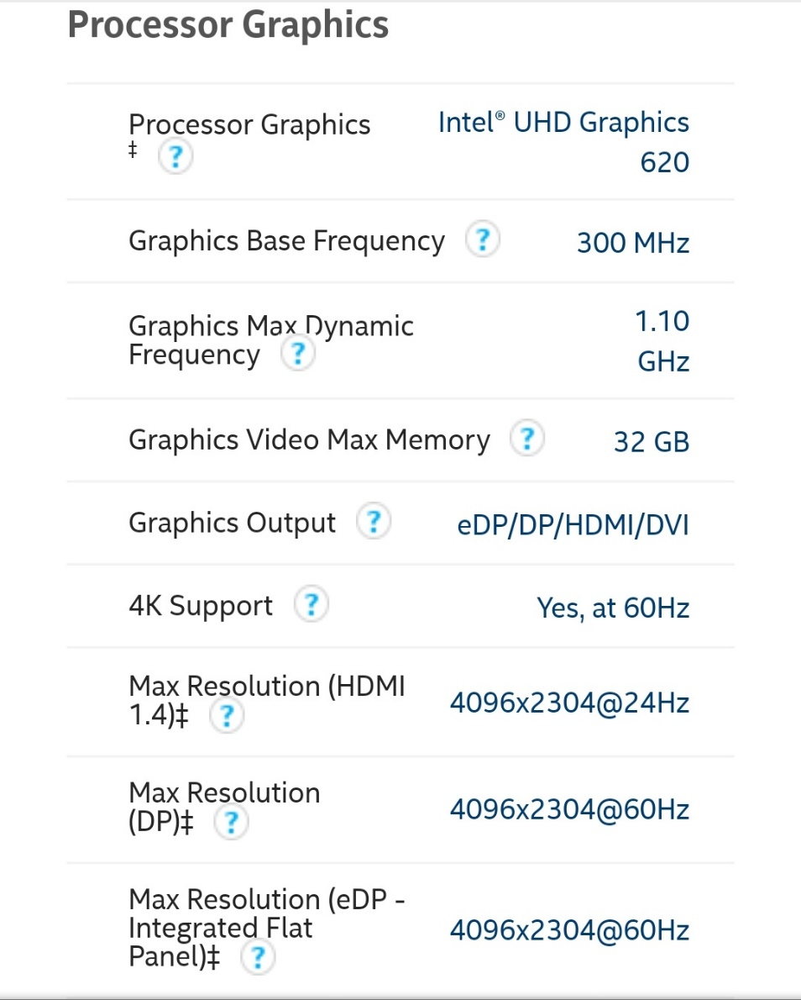 Processor Graphics
Processor Graphics
‡ ?
Intel® UHD Graphics
620
Graphics Base Frequency ? 300 MHz
Graphics Max Dynamic
Frequency ?
1.10
GHz
Graphics Video Max Memory ? 32 GB
Graphics Output ? eDP/DP/HDMI/DVI
4K Support ? Yes, at 60Hz
Max Resolution (HDMI
1.4)‡ ?
4096x2304@24Hz
Max Resolution
(DP)‡ ?
4096x2304@60Hz
Max Resolution (eDP -
Integrated Flat
Panel)‡ ?
4096x2304@60Hz